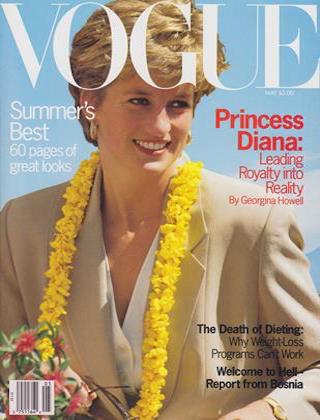 VOGUE
MAY $3.00
Summer's
Best
60 pages of
great looks
Princess
Diana:
Leading
Royalty into
Reality
By Georgina Howell
The Death of Dieting:
Why Weight-Loss
Programs Can't Work
Welcome to Hell-
Report from Bosnia